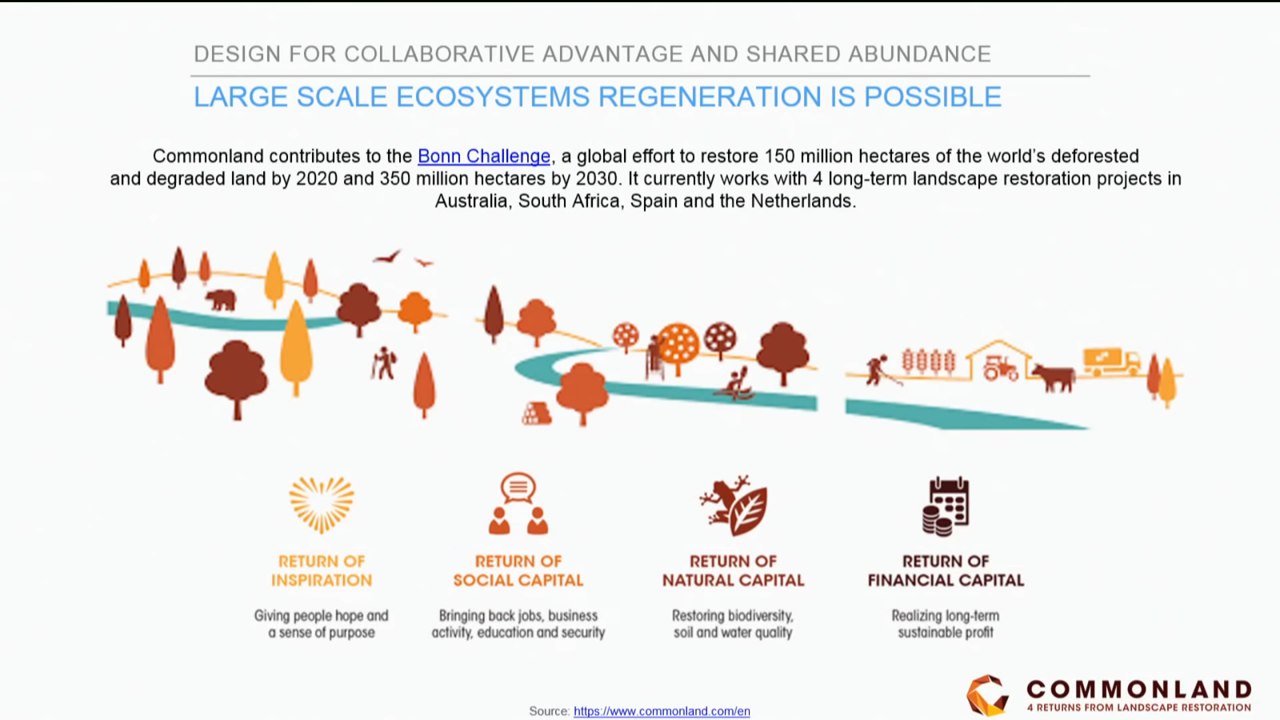 DESIGN FOR COLLABORATIVE ADVANTAGE AND SHARED ABUNDANCE
LARGE SCALE ECOSYSTEMS REGENERATION IS POSSIBLE
Commonland contributes to the Bonn Challenge, a global effort to restore 150 million hectares of the world's deforested
and degraded land by 2020 and 350 million hectares by 2030. It currently works with 4 long-term landscape restoration projects in
Australia, South Africa, Spain and the Netherlands.
RETURN OF
INSPIRATION
Giving people hope and
a sense of purpose
RETURN OF
SOCIAL CAPITAL
Bringing back jobs, business
activity, education and security
RETURN OF
NATURAL CAPITAL
Restoring biodiversity,
soil and water quality
RETURN OF
FINANCIAL CAPITAL
Realizing long-term
sustainable profit
COMMONLAND
4 RETURNS FROM LANDSCAPE RESTORATION
Source: https://www.commonland.com/en